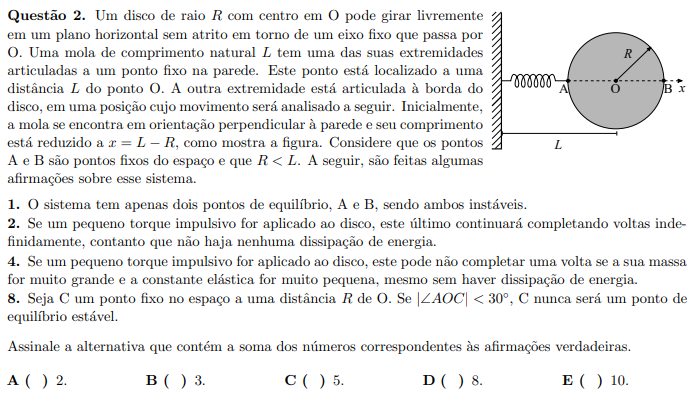 Questão 2. Um disco de raio R com centro em O pode girar livremente
em um plano horizontal sem atrito em torno de um eixo fixo que passa por
O. Uma mola de comprimento natural L tem uma das suas extremidades
articuladas a um ponto fixo na parede. Este ponto está localizado a uma
distância L do ponto O. A outra extremidade está articulada à borda do
disco, em uma posição cujo movimento será analisado a seguir. Inicialmente,
a mola se encontra em orientação perpendicular à parede e seu comprimento
está reduzido a x = L − R, como mostra a figura. Considere que os pontos
A e B são pontos fixos do espaço e que R < L. A seguir, são feitas algumas
afirmações sobre esse sistema.
R
A
O
B
x
L
1. O sistema tem apenas dois pontos de equilíbrio, A e B, sendo ambos instáveis.
2. Se um pequeno torque impulsivo for aplicado ao disco, este último continuará completando voltas inde-
finidamente, contanto que não haja nenhuma dissipação de energia.
4. Se um pequeno torque impulsivo for aplicado ao disco, este pode não completar uma volta se a sua massa
for muito grande e a constante elástica for muito pequena, mesmo sem haver dissipação de energia.
8. Seja C um ponto fixo no espaço a uma distância R de O. Se |∠AOC| < 30°, C nunca será um ponto de
equilíbrio estável.
Assinale a alternativa que contém a soma dos números correspondentes às afirmações verdadeiras.
A ( ) 2. B ( ) 3. C ( ) 5. D ( ) 8. E ( ) 10.